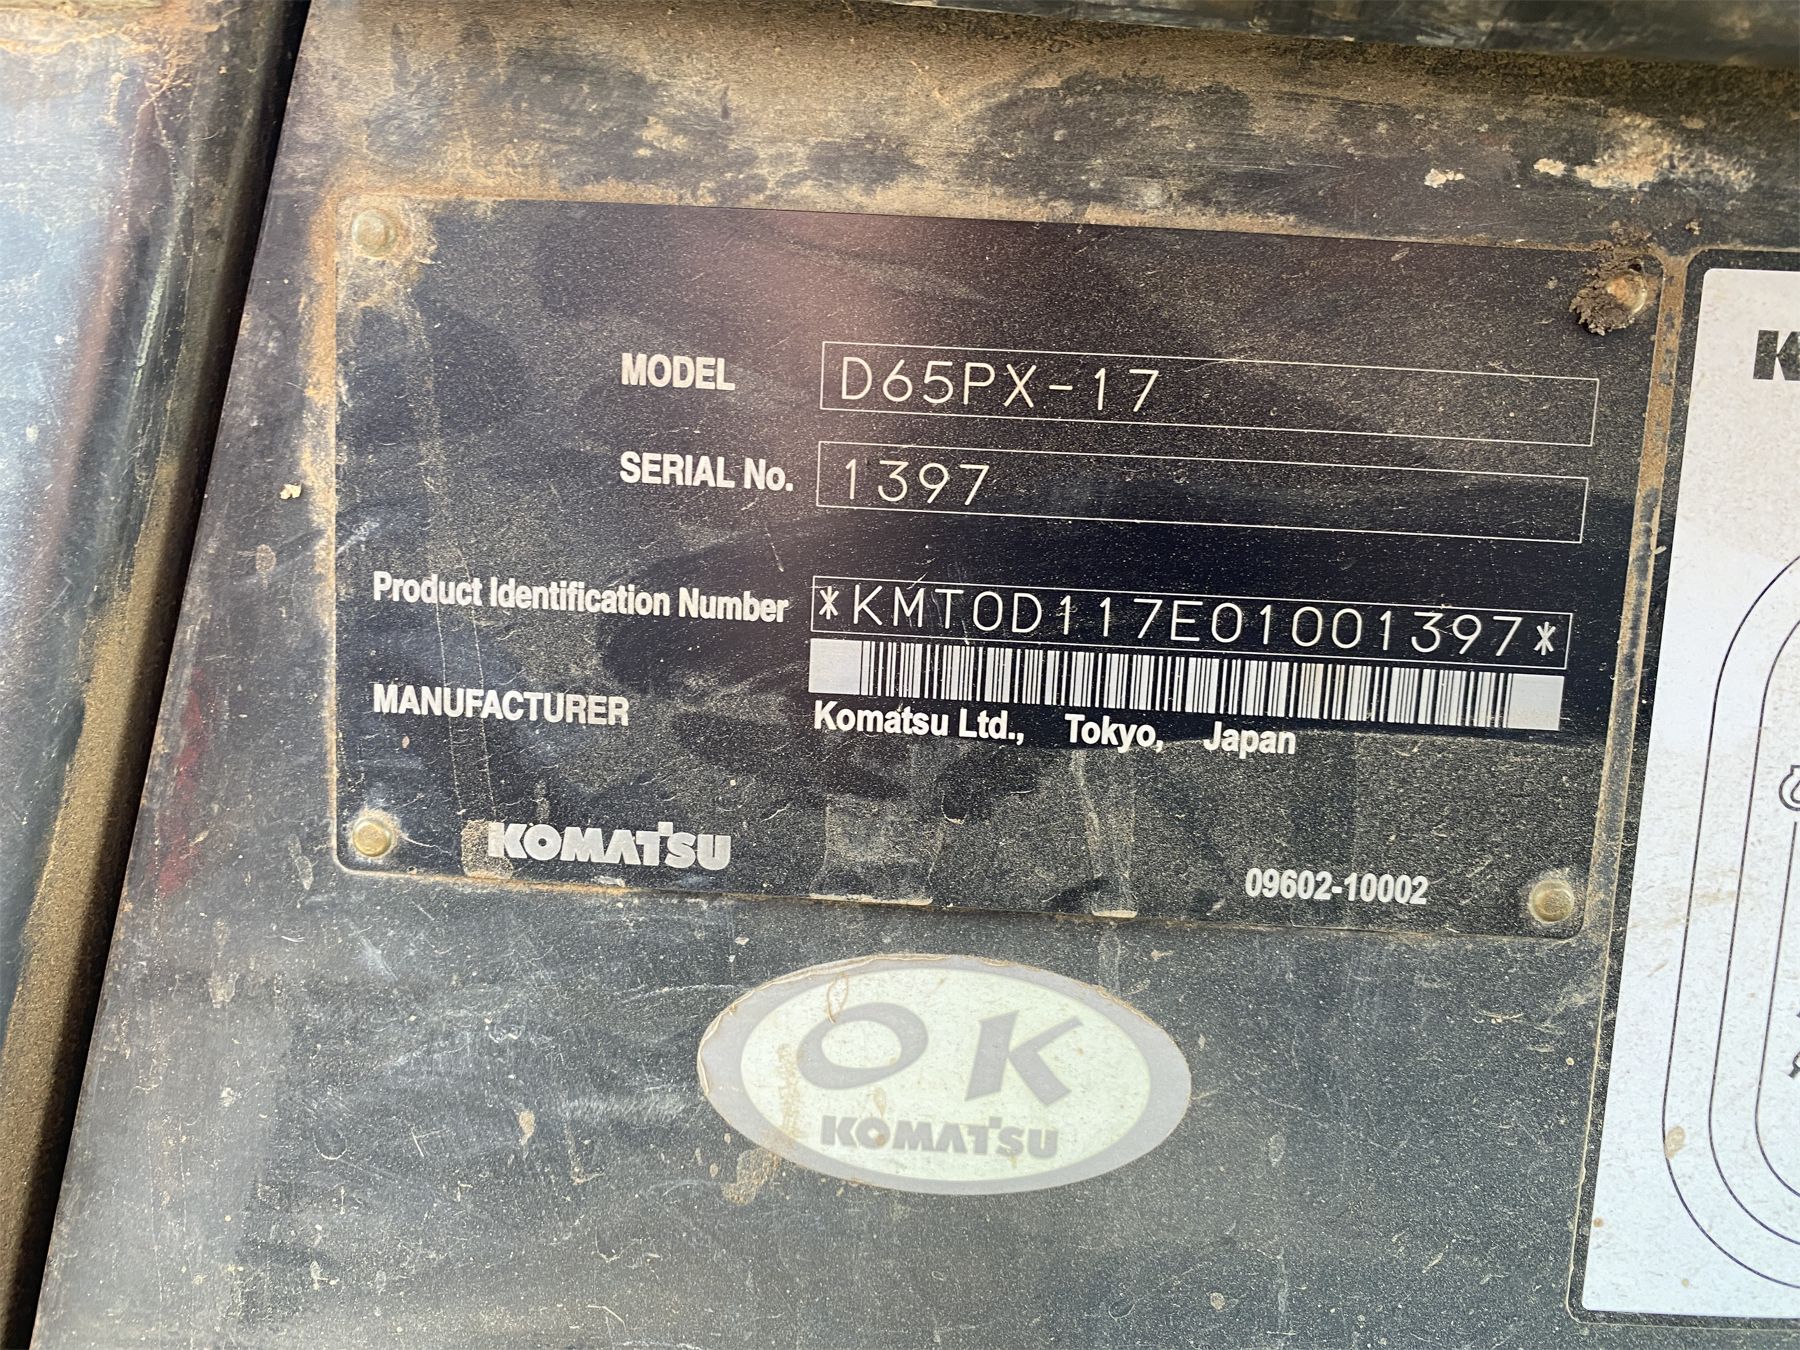 MODEL D65PX-17
SERIAL No. 1397
Product Identification Number *KMT0D117E01001397*
MANUFACTURER Komatsu Ltd., Tokyo, Japan
KOMATSU
09602-10002
OK
KOMATSU
K